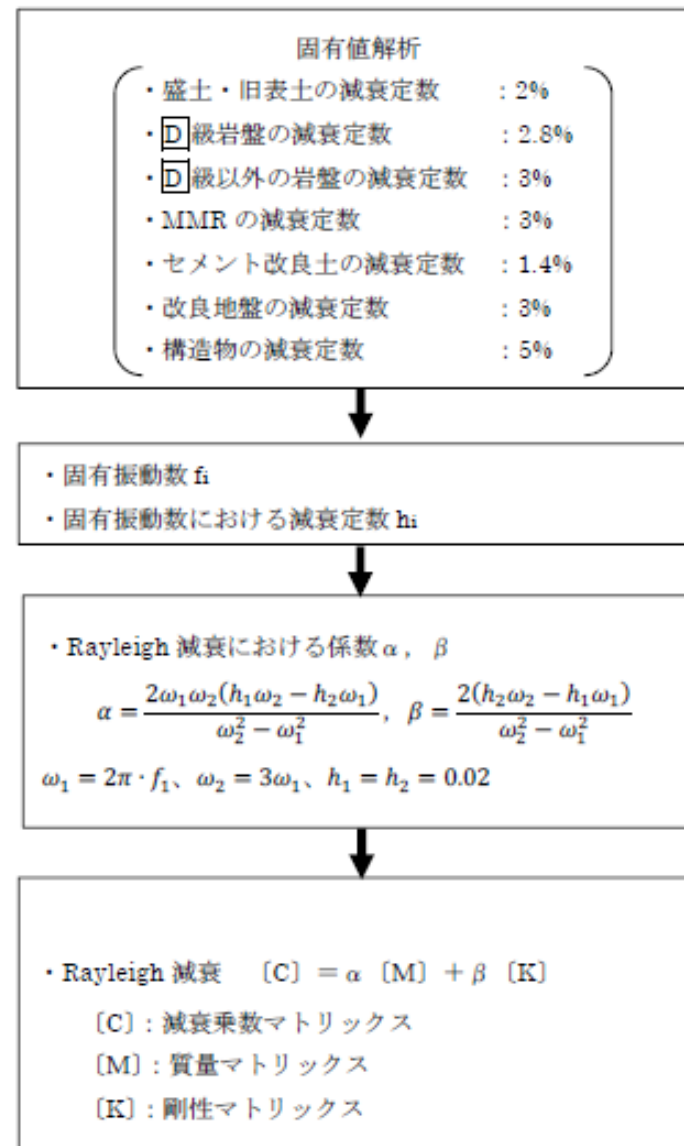 固有値解析
・盛土・旧表土の減衰定数 : 2%
・D級岩盤の減衰定数 : 2.8%
・D級以外の岩盤の減衰定数 : 3%
・MMR の減衰定数 : 3%
・セメント改良土の減衰定数 : 1.4%
・改良地盤の減衰定数 : 3%
・構造物の減衰定数 : 5%
・固有振動数 fi
・固有振動数における減衰定数 hi
・Rayleigh 減衰における係数α, β
α = 2ω₁ω₂(h₁ω₂ − h₂ω₁) / ω₂² − ω₁², β = 2(h₂ω₂ − h₁ω₁) / ω₂² − ω₁²
ω₁ = 2π · f₁、ω₂ = 3ω₁、h₁ = h₂ = 0.02
・Rayleigh 減衰 〔C〕＝α〔M〕＋β〔K〕
〔C〕: 減衰乗数マトリックス
〔M〕: 質量マトリックス
〔K〕: 剛性マトリックス